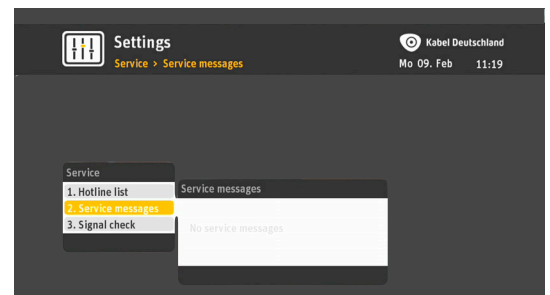 Settings
Service > Service messages
Kabel Deutschland
Mo 09. Feb 11:19
Service
1. Hotline list
2. Service messages
3. Signal check
Service messages
No service messages